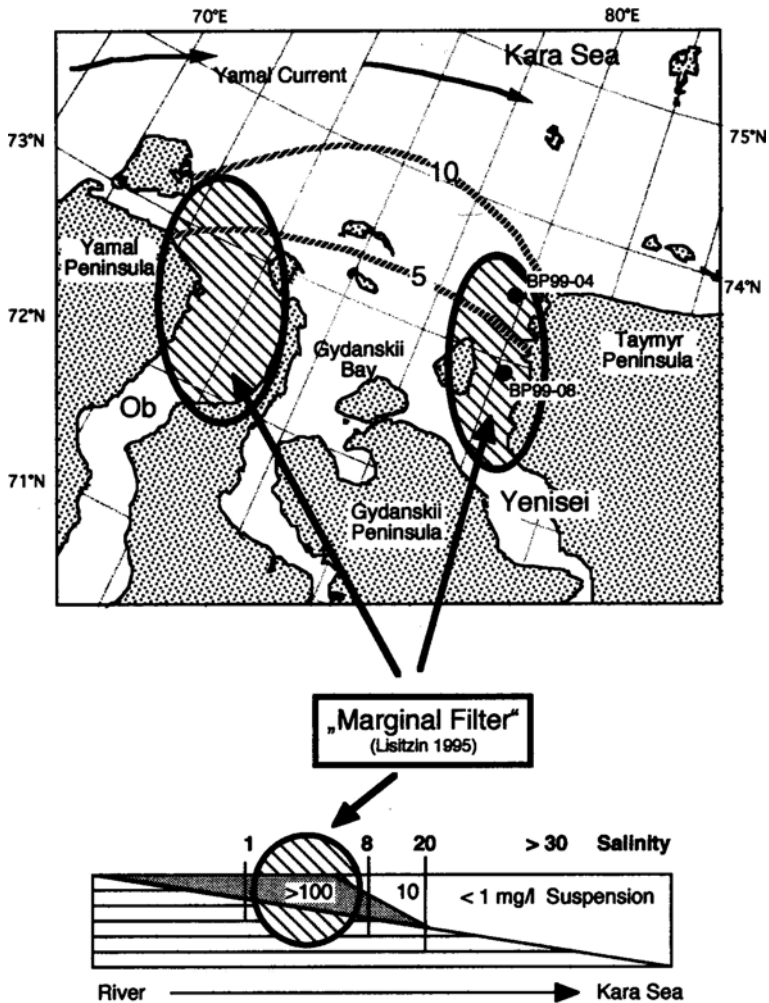 70°E
80°E
Kara Sea
Yamal Current
73°N
75°N
10
Yamal
Peninsula
5
BP99-04
74°N
72°N
Gydanskii
Bay
Taymyr
Peninsula
BP99-08
Ob
71°N
Gydanskii
Peninsula
Yenisei
„Marginal Filter“
(Lisitzin 1995)
1 8 20 > 30 Salinity
>100 10 < 1 mg/l Suspension
River Kara Sea